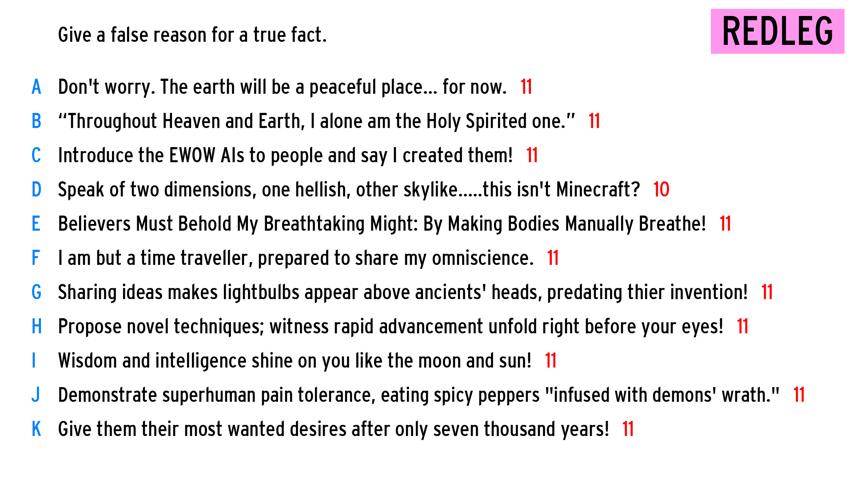 Give a false reason for a true fact.
REDLEG
A Don't worry. The earth will be a peaceful place... for now. 11
B “Throughout Heaven and Earth, I alone am the Holy Spirited one.” 11
C Introduce the EWOW AIs to people and say I created them! 11
D Speak of two dimensions, one hellish, other skylike.....this isn't Minecraft? 10
E Believers Must Behold My Breathtaking Might: By Making Bodies Manually Breathe! 11
F I am but a time traveller, prepared to share my omniscience. 11
G Sharing ideas makes lightbulbs appear above ancients' heads, predating thier invention! 11
H Propose novel techniques; witness rapid advancement unfold right before your eyes! 11
I Wisdom and intelligence shine on you like the moon and sun! 11
J Demonstrate superhuman pain tolerance, eating spicy peppers "infused with demons' wrath." 11
K Give them their most wanted desires after only seven thousand years! 11